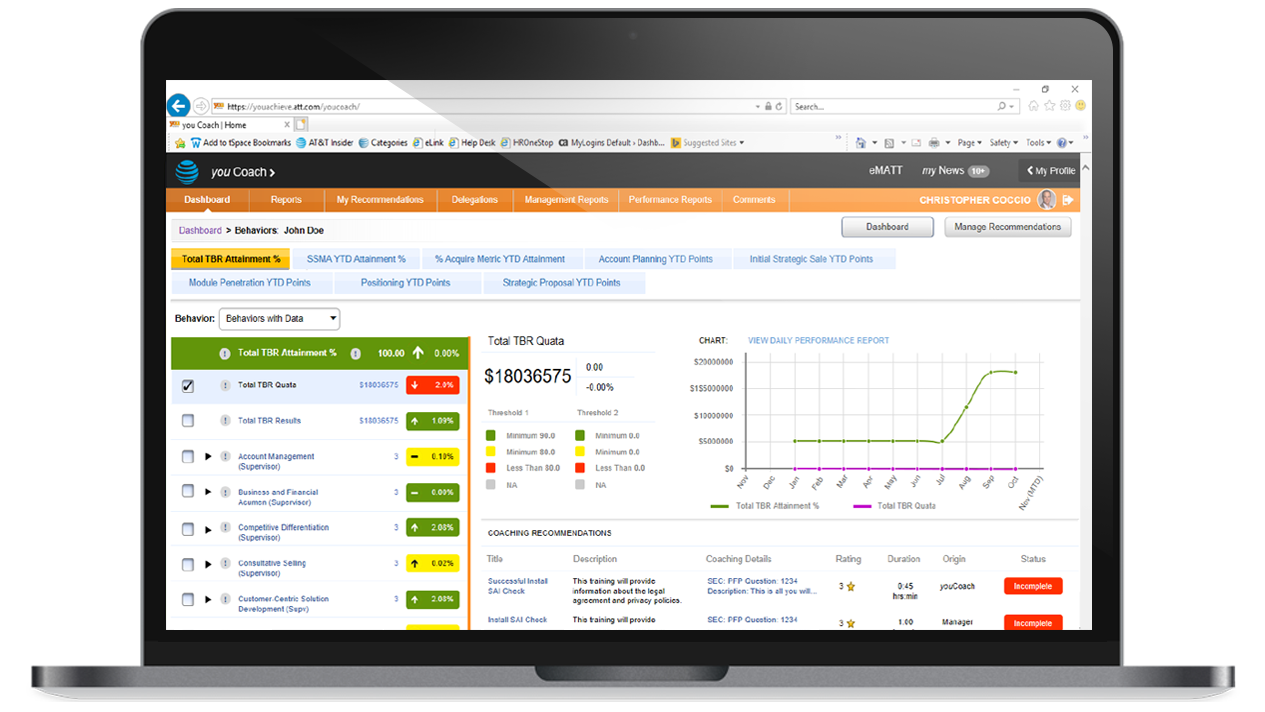 https://youachieve.att.com/youcoach/
Search...
you Coach | Home
Add to tSpace Bookmarks AT&T Insider Categories eLink Help Desk HROneStop MyLogins Default › Dashb... Suggested Sites
Page Safety Tools
you Coach
eMATT my News 10+ My Profile
Dashboard Reports My Recommendations Delegations Management Reports Performance Reports Comments CHRISTOPHER COCCIO
Dashboard > Behaviors: John Doe
Dashboard Manage Recommendations
Total TBR Attainment % SSMA YTD Attainment % % Acquire Metric YTD Attainment Account Planning YTD Points Initial Strategic Sale YTD Points
Module Penetration YTD Points Positioning YTD Points Strategic Proposal YTD Points
Behavior: Behaviors with Data
Total TBR Attainment % 100.00 0.00%
Total TBR Quata $18036575 2.0%
Total TBR Results $18036575 1.09%
Account Management
(Supervisor)
3 0.10%
Business and Financial
Acumen (Supervisor)
3 0.00%
Competitive Differentiation
(Supervisor)
3 2.08%
Consultative Selling
(Supervisor)
3 0.02%
Customer-Centric Solution
Development (Supv)
3 2.08%
Total TBR Quata
$18036575
0.00
-0.00%
Threshold 1 Threshold 2
Minimum 90.0 Minimum 0.0
Minimum 80.0 Minimum 0.0
Less Than 80.0 Less Than 0.0
NA NA
CHART: VIEW DAILY PERFORMANCE REPORT
$20000000
$155000000
$10000000
$5000000
$0
Nov Dec Jan Feb Mar Apr May Jun Jul Aug Sep Oct Nov (MTD)
Total TBR Attainment % Total TBR Quata
COACHING RECOMMENDATIONS
Title Description Coaching Details Rating Duration Origin Status
Successful Install
SAI Check
This training will provide
information about the legal
agreement and privacy policies.
SEC: PFP Question: 1234
Description: This is all you will...
3
0:45
hrs:min
youCoach
Incomplete
Install SAI Check
This training will provide
SEC: PFP Question: 1234
3
1:00
Manager
Incomplete